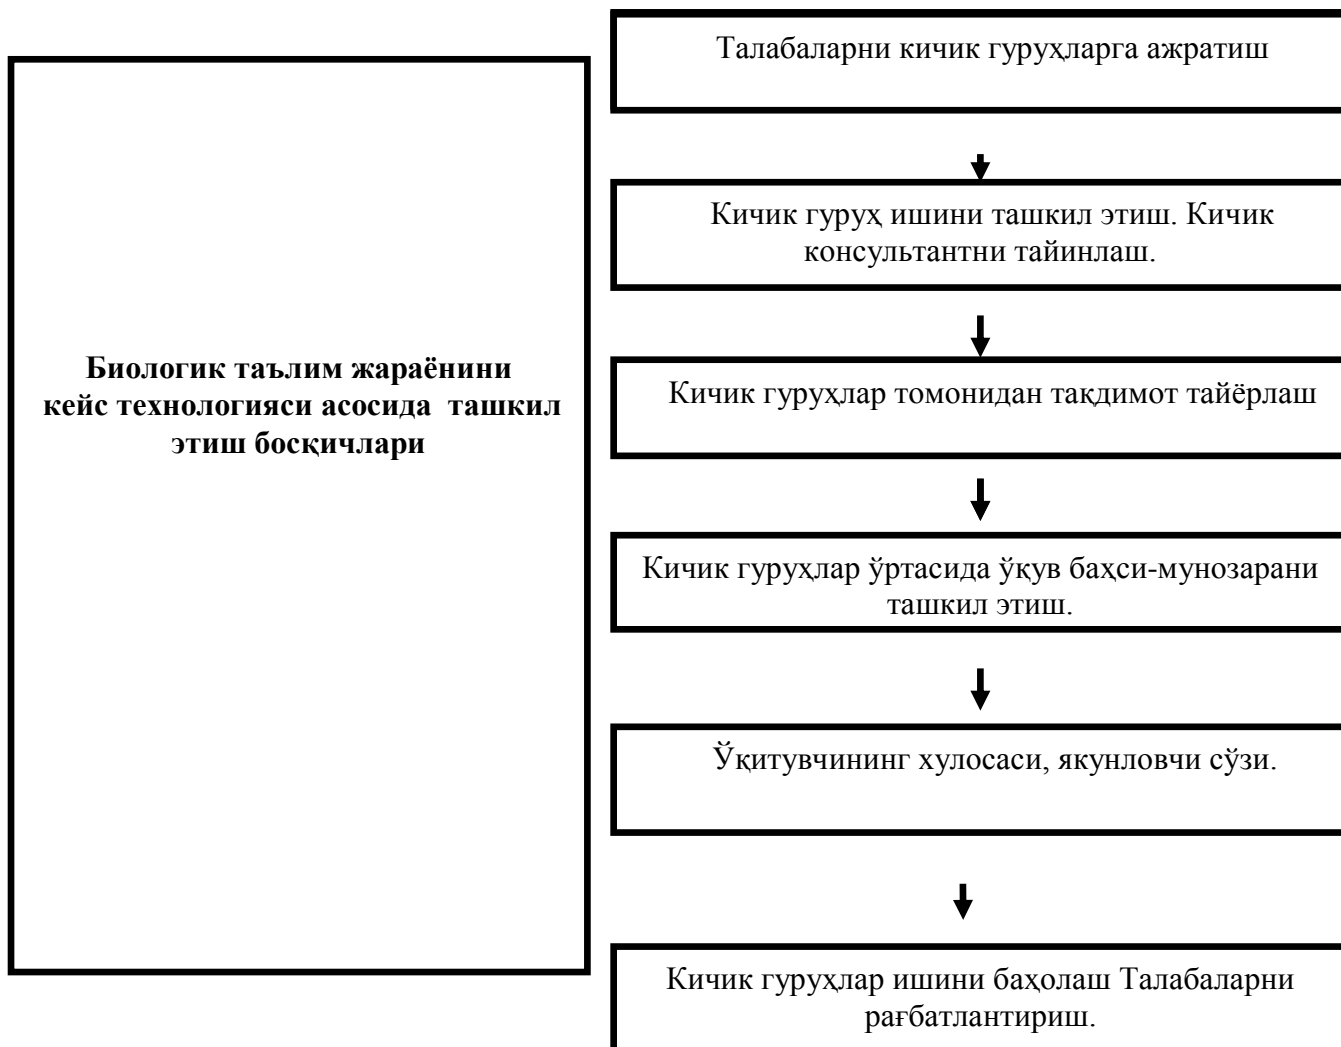 Биологик таълим жараёнини
кейс технологияси асосида ташкил
этиш босқичлари
Талабаларни кичик гуруҳларга ажратиш
Кичик гуруҳ ишини ташкил этиш. Кичик
консультантни тайинлаш.
Кичик гуруҳлар томонидан тақдимот тайёрлаш
Кичик гуруҳлар ўртасида ўқув баҳси-мунозарани
ташкил этиш.
Ўқитувчининг хулосаси, якунловчи сўзи.
Кичик гуруҳлар ишини баҳолаш Талабаларни
рағбатлантириш.